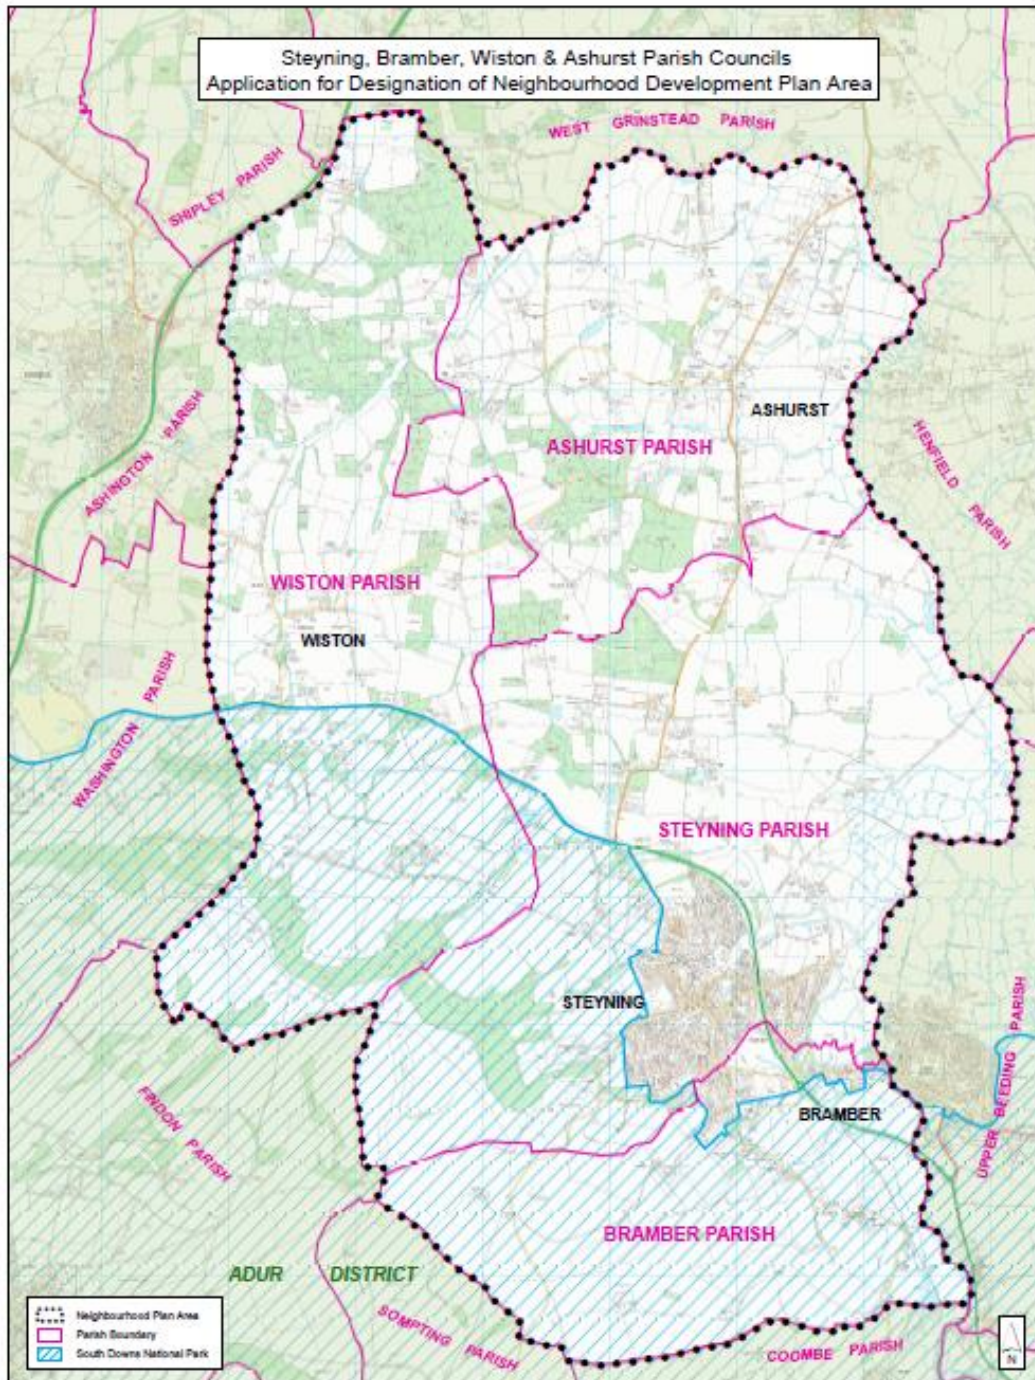 Steyning, Bramber, Wiston & Ashurst Parish Councils
Application for Designation of Neighbourhood Development Plan Area
WEST GRINSTEAD PARISH
SHIPLEY PARISH
ASHURST
ASHINGTON PARISH
ASHURST PARISH
HENFIELD PARISH
WISTON PARISH
WISTON
WASHINGTON PARISH
STEYNING PARISH
STEYNING
UPPER BEEDING PARISH
BRAMBER
FINDON PARISH
BRAMBER PARISH
ADUR DISTRICT
SOMPTING PARISH
COOMBE PARISH
Neighbourhood Plan Area
Parish Boundary
South Downs National Park
N